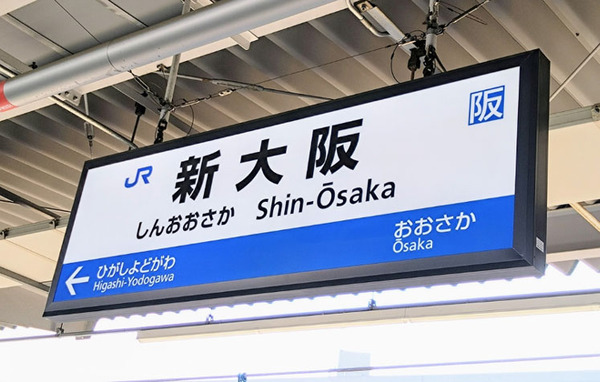 阪
JR 新大阪
しんおおさか Shin-Ōsaka
← ひがしよどがわ おおさか
Higashi-Yodogawa Ōsaka